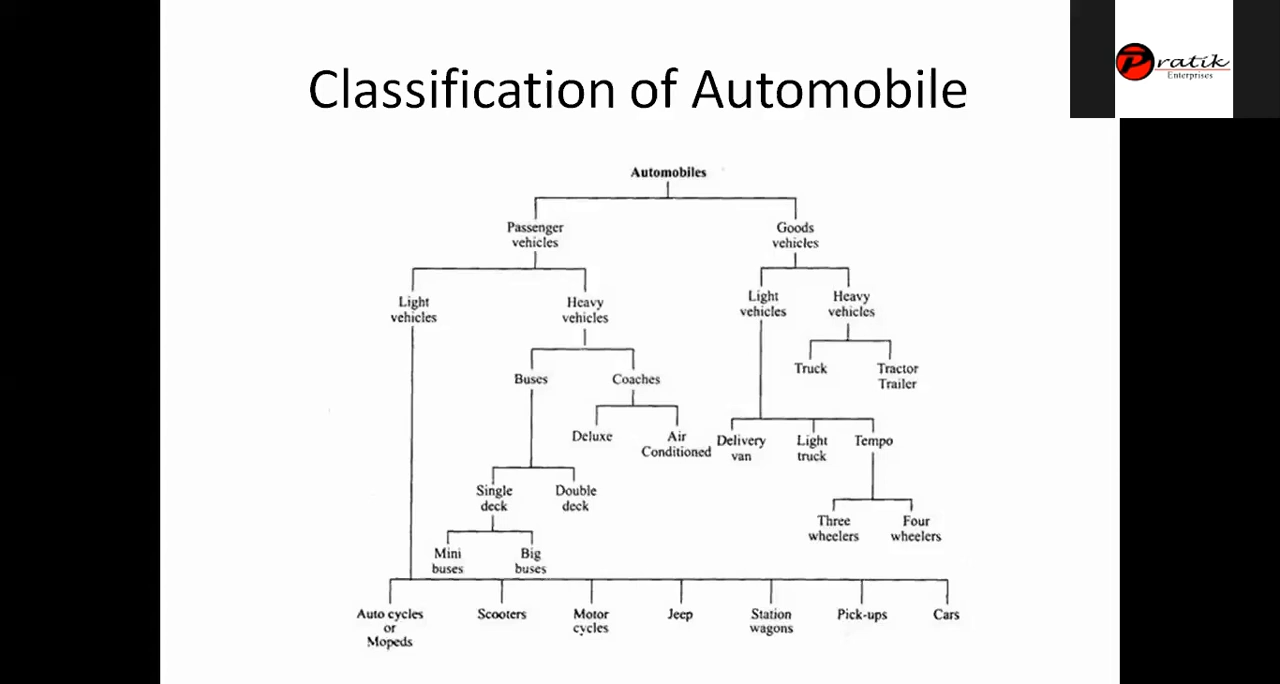 Classification of Automobile
Pratik
Enterprises
Automobiles
Passenger
vehicles
Goods
vehicles
Light
vehicles
Heavy
vehicles
Light
vehicles
Heavy
vehicles
Buses
Coaches
Truck
Tractor
Trailer
Deluxe
Air
Conditioned
Delivery
van
Light
truck
Tempo
Single
deck
Double
deck
Three
wheelers
Four
wheelers
Mini
buses
Big
buses
Auto cycles
or
Mopeds
Scooters
Motor
cycles
Jeep
Station
wagons
Pick-ups
Cars